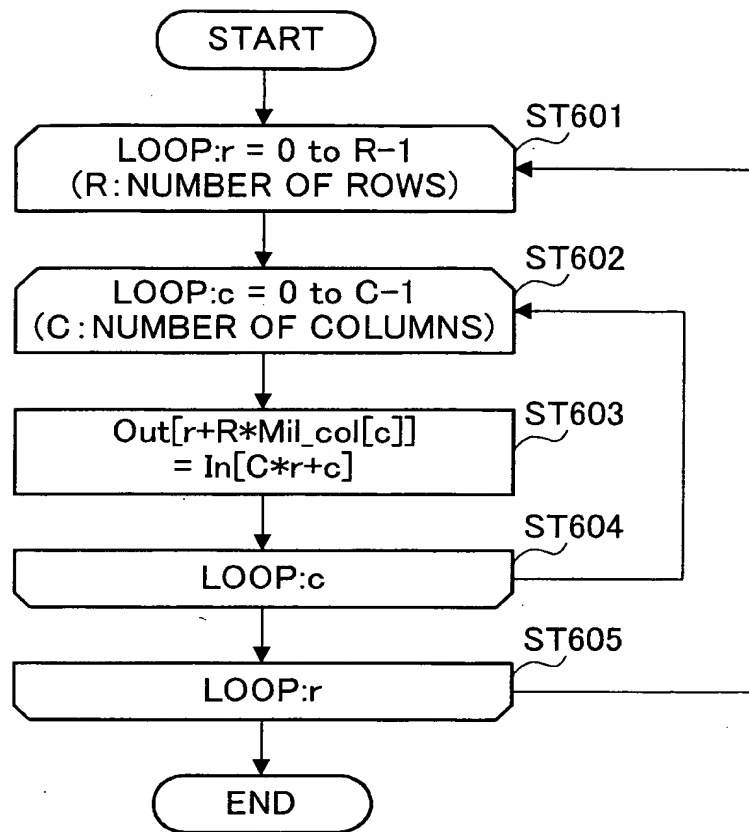 START
ST601
LOOP:r = 0 to R-1
(R:NUMBER OF ROWS)
ST602
LOOP:c = 0 to C-1
(C:NUMBER OF COLUMNS)
ST603
Out[r+R*Mil_col[c]]
= In[C*r+c]
ST604
LOOP:c
ST605
LOOP:r
END